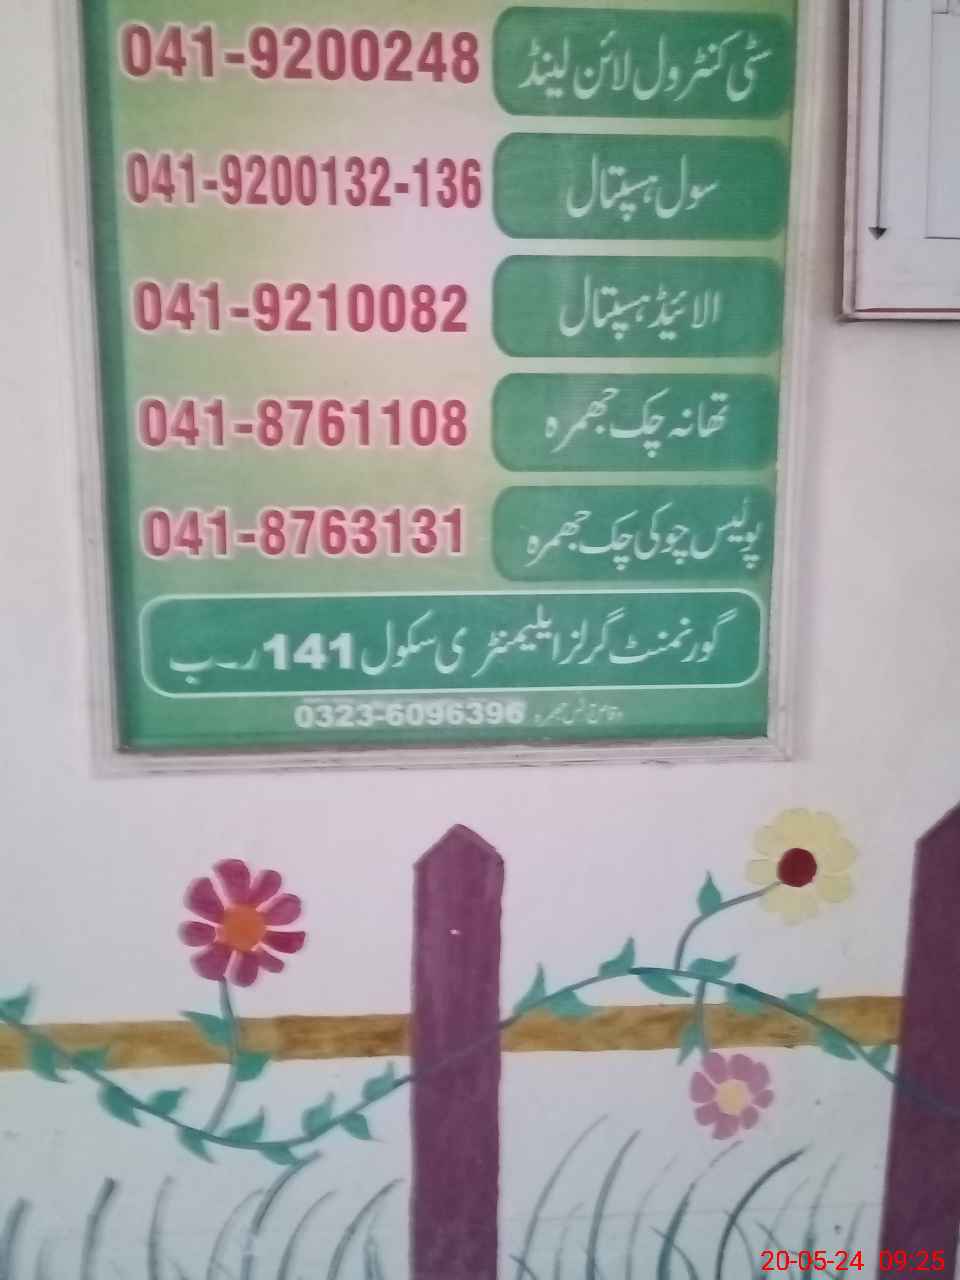 سٹی کنٹرول لائن لینڈ 041-9200248
سول ہسپتال 041-9200132-136
الائیڈ ہسپتال 041-9210082
تھانہ چک جھمرہ 041-8761108
پولیس چوکی چک جھمرہ 041-8763131
گورنمنٹ گرلز ایلیمنٹری سکول 141 ر۔ب
0323-6096396
20-05-24 09:25